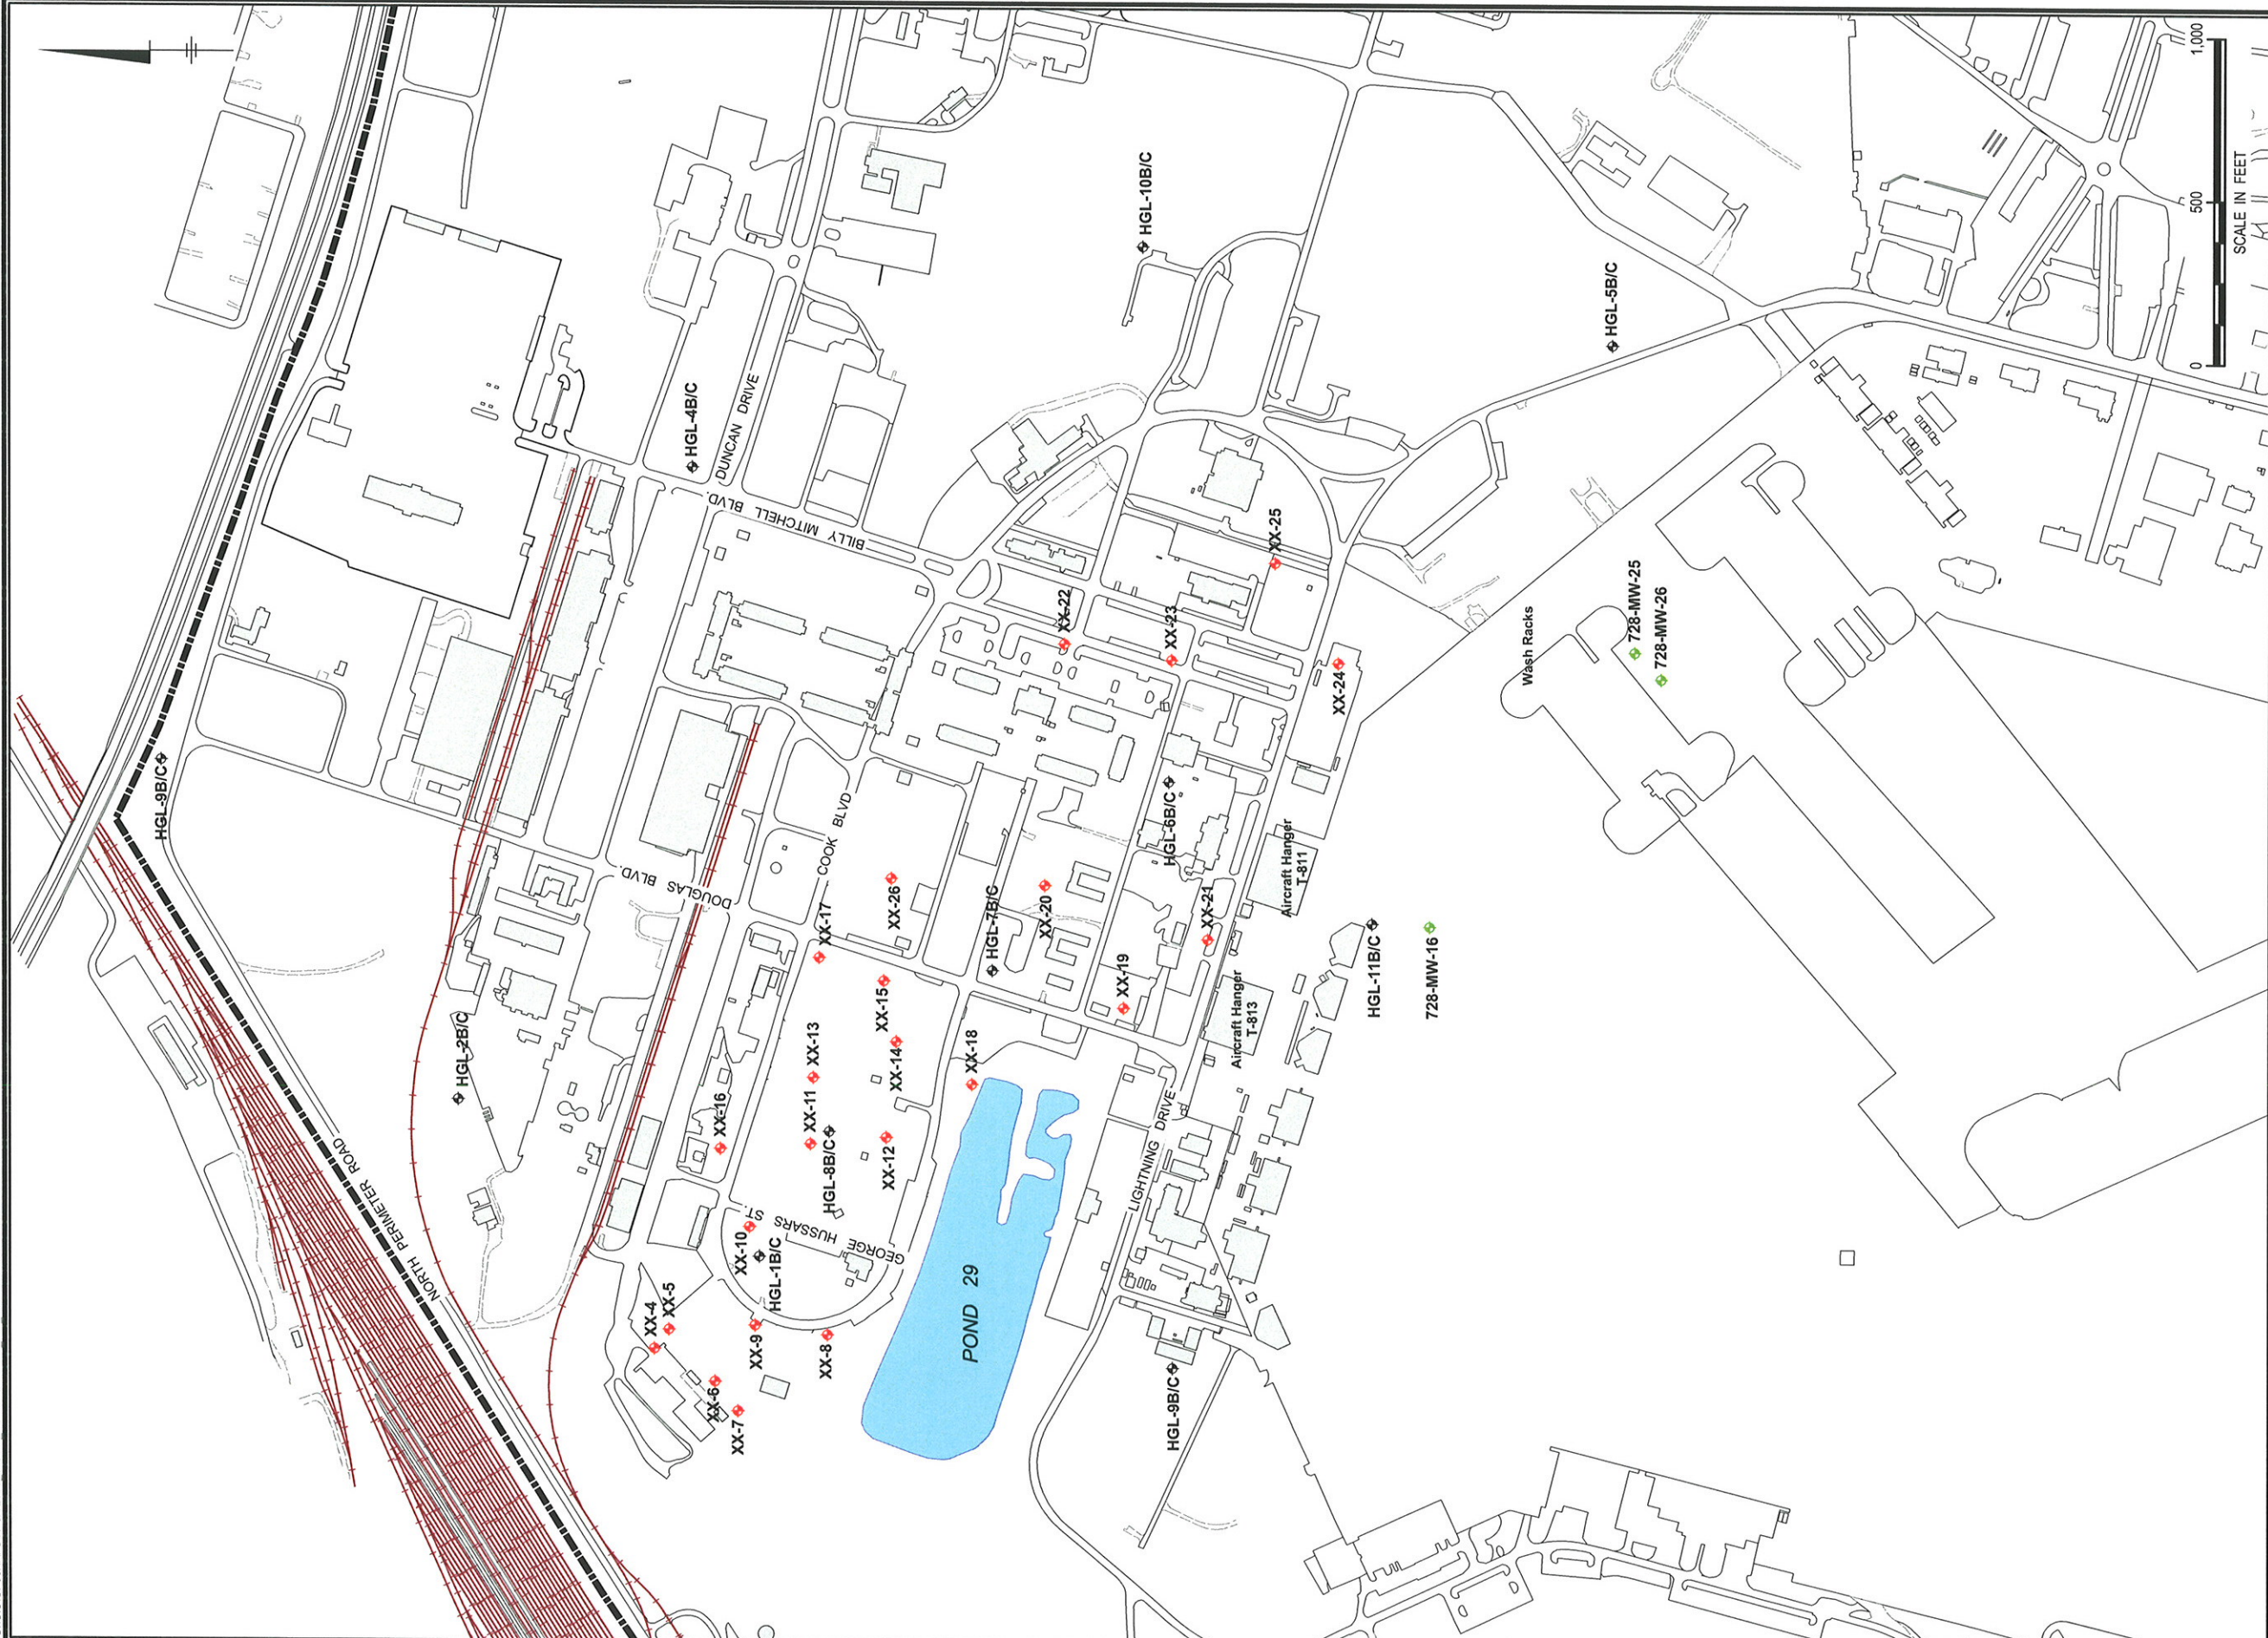 HGL-9B/C
HGL-2B/C
NORTH PERIMETER ROAD
HGL-4B/C
DUNCAN DRIVE
BILLY MITCHELL BLVD.
DOUGLAS BLVD.
COOK BLVD
XX-4
XX-5
XX-6
XX-7
XX-8
XX-9
XX-10
HGL-1B/C
GEORGE HUSSARS ST.
XX-16
XX-11
HGL-8B/C
XX-13
XX-17
XX-12
XX-14
XX-15
XX-26
XX-18
HGL-7B/C
XX-20
XX-22
POND 29
XX-19
LIGHTNING DRIVE
HGL-10B/C
HGL-6B/C
XX-23
XX-21
HGL-9B/C
XX-25
XX-24
Aircraft Hanger
T-813
Aircraft Hanger
T-811
HGL-11B/C
728-MW-16
Wash Racks
HGL-5B/C
728-MW-25
728-MW-26
0
500
1,000
SCALE IN FEET